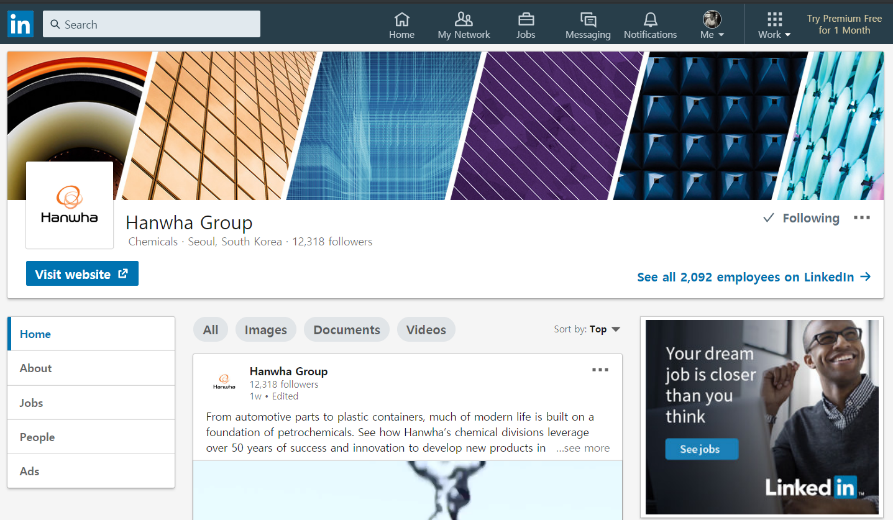 in
Search
Home
My Network
Jobs
Messaging
Notifications
Me
Work
Try Premium Free
for 1 Month
Hanwha
Hanwha Group
Chemicals · Seoul, South Korea · 12,318 followers
Following
Visit website
See all 2,092 employees on LinkedIn
Home
About
Jobs
People
Ads
All
Images
Documents
Videos
Sort by: Top
Hanwha
Hanwha Group
12,318 followers
1w • Edited
From automotive parts to plastic containers, much of modern life is built on a
foundation of petrochemicals. See how Hanwha's chemical divisions leverage
over 50 years of success and innovation to develop new products in ...see more
Your dream
job is closer
than you
think
See jobs
Linked in